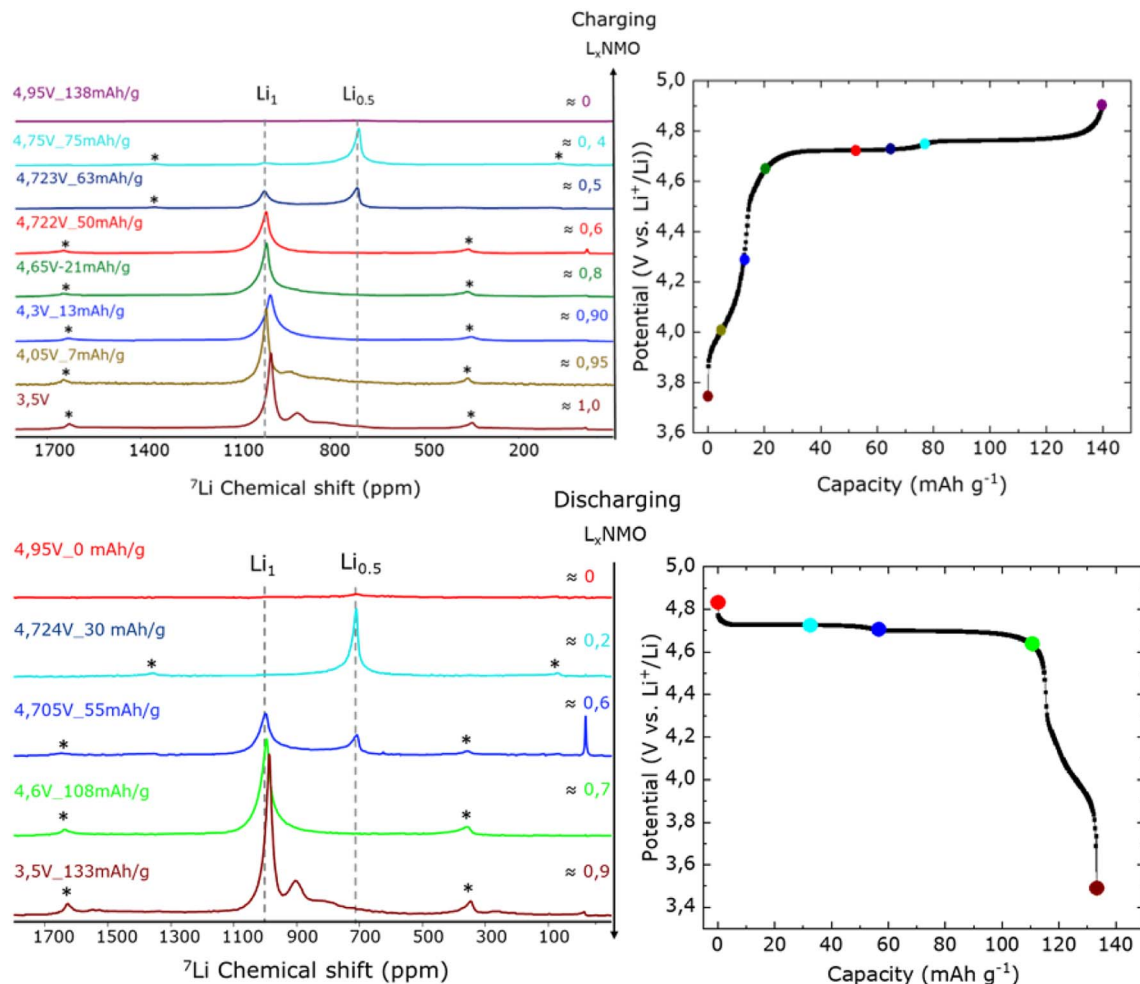 Charging
LₓNMO
4,95V_138mAh/g
Li₁
Li₀.₅
≈ 0
4,75V_75mAh/g
*
*
≈ 0, 4
4,723V_63mAh/g
*
≈ 0,5
4,722V_50mAh/g
*
*
≈ 0,6
4,65V-21mAh/g
*
*
≈ 0,8
4,3V_13mAh/g
*
*
≈ 0,90
4,05V_7mAh/g
*
*
≈ 0,95
3,5V
*
*
≈ 1,0
1700 1400 1100 800 500 200
⁷Li Chemical shift (ppm)
Potential (V vs. Li⁺/Li))
5,0
4,8
4,6
4,4
4,2
4,0
3,8
3,6
0 20 40 60 80 100 120 140
Capacity (mAh g⁻¹)
Discharging
LₓNMO
4,95V_0 mAh/g
Li₁
Li₀.₅
≈ 0
4,724V_30 mAh/g
*
*
≈ 0,2
4,705V_55mAh/g
*
*
≈ 0,6
4,6V_108mAh/g
*
*
≈ 0,7
3,5V_133mAh/g
*
*
≈ 0,9
1700 1300 900 500 100
⁷Li Chemical shift (ppm)
Potential (V vs. Li⁺/Li)
5,0
4,8
4,6
4,4
4,2
4,0
3,8
3,6
3,4
0 20 40 60 80 100 120 140
Capacity (mAh g⁻¹)